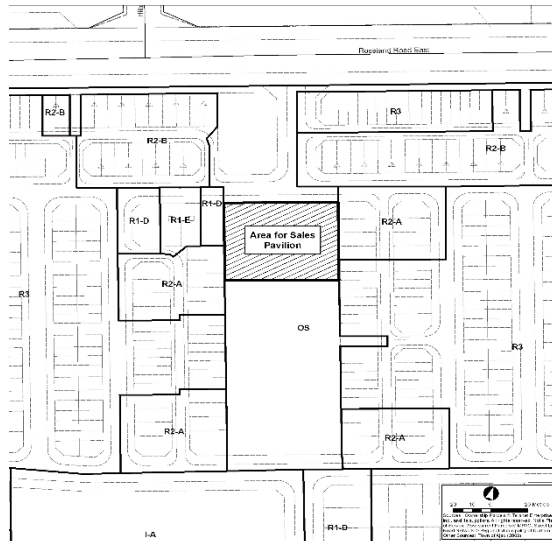 Rossland Road East
R2-B
R3
R2-B
R2-B
R1-D
R1-E
R1-D
Area for Sales
Pavilion
R2-A
R2-A
R3
OS
R3
R2-A
R2-A
R1-D
I-A